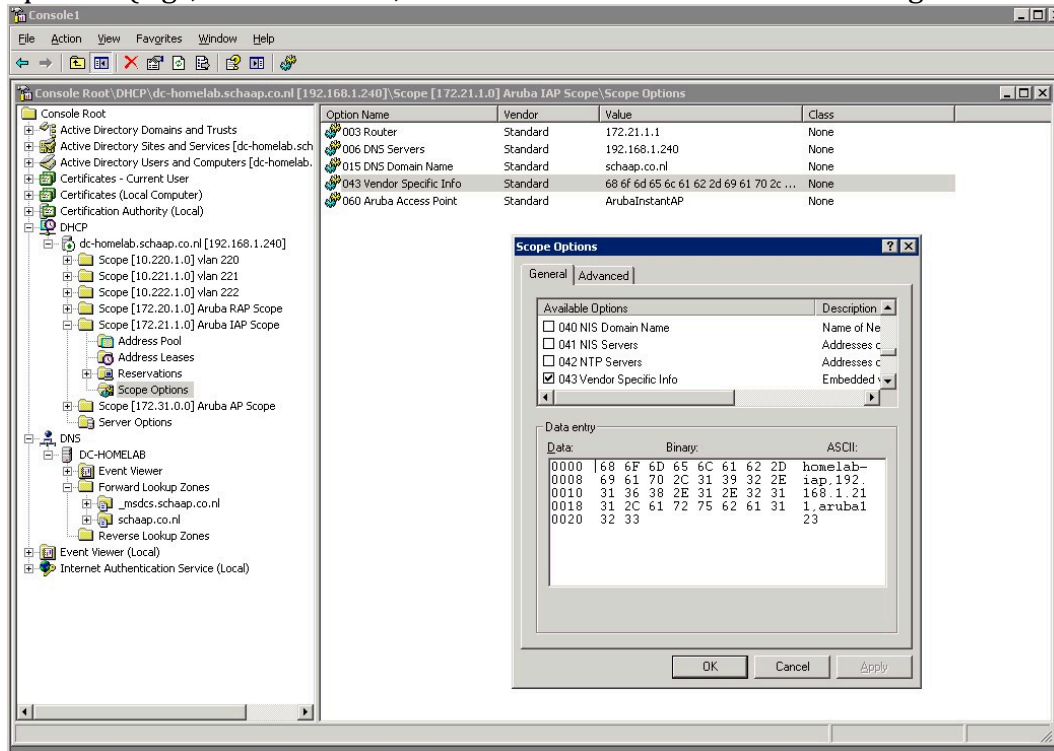 Console1
File Action View Favorites Window Help
Console Root\DHCP\dc-homelab.schaap.co.nl [192.168.1.240]\Scope [172.21.1.0] Aruba IAP Scope\Scope Options
Console Root
Active Directory Domains and Trusts
Active Directory Sites and Services [dc-homelab.sch
Active Directory Users and Computers [dc-homelab.
Certificates - Current User
Certificates (Local Computer)
Certification Authority (Local)
DHCP
dc-homelab.schaap.co.nl [192.168.1.240]
Scope [10.220.1.0] vlan 220
Scope [10.221.1.0] vlan 221
Scope [10.222.1.0] vlan 222
Scope [172.20.1.0] Aruba RAP Scope
Scope [172.21.1.0] Aruba IAP Scope
Address Pool
Address Leases
Reservations
Scope Options
Scope [172.31.0.0] Aruba AP Scope
Server Options
DNS
DC-HOMELAB
Event Viewer
Forward Lookup Zones
_msdcs.schaap.co.nl
schaap.co.nl
Reverse Lookup Zones
Event Viewer (Local)
Internet Authentication Service (Local)
Option Name Vendor Value Class
003 Router Standard 172.21.1.1 None
006 DNS Servers Standard 192.168.1.240 None
015 DNS Domain Name Standard schaap.co.nl None
043 Vendor Specific Info Standard 68 6f 6d 65 6c 61 62 2d 69 61 70 2c ... None
060 Aruba Access Point Standard ArubaInstantAP None
Scope Options
General Advanced
Available Options Description
040 NIS Domain Name Name of Ne
041 NIS Servers Addresses o
042 NTP Servers Addresses o
043 Vendor Specific Info Embedded
Data entry
Data: Binary: ASCII:
0000 68 6F 6D 65 6C 61 62 2D homelab-
0008 69 61 70 2C 31 39 32 2E iap,192.
0010 31 36 38 2E 31 2E 32 31 168.1.21
0018 31 2C 61 72 75 62 61 31 1,aruba1
0020 32 33 23
OK Cancel Apply